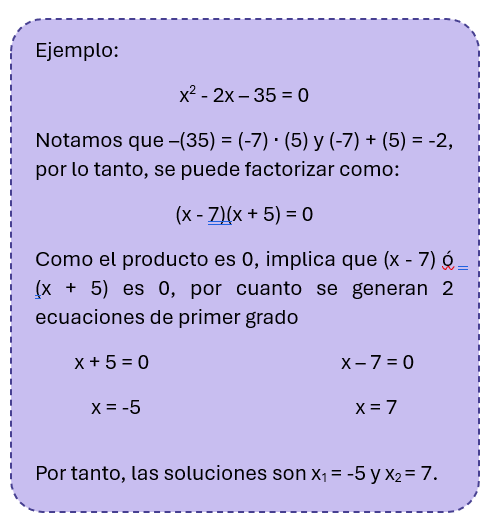 Ejemplo:
x² - 2x – 35 = 0
Notamos que –(35) = (-7) · (5) y (-7) + (5) = -2,
por lo tanto, se puede factorizar como:
(x - 7)(x + 5) = 0
Como el producto es 0, implica que (x - 7) ó
(x + 5) es 0, por cuanto se generan 2
ecuaciones de primer grado
x + 5 = 0 x – 7 = 0
x = -5 x = 7
Por tanto, las soluciones son x₁ = -5 y x₂ = 7.